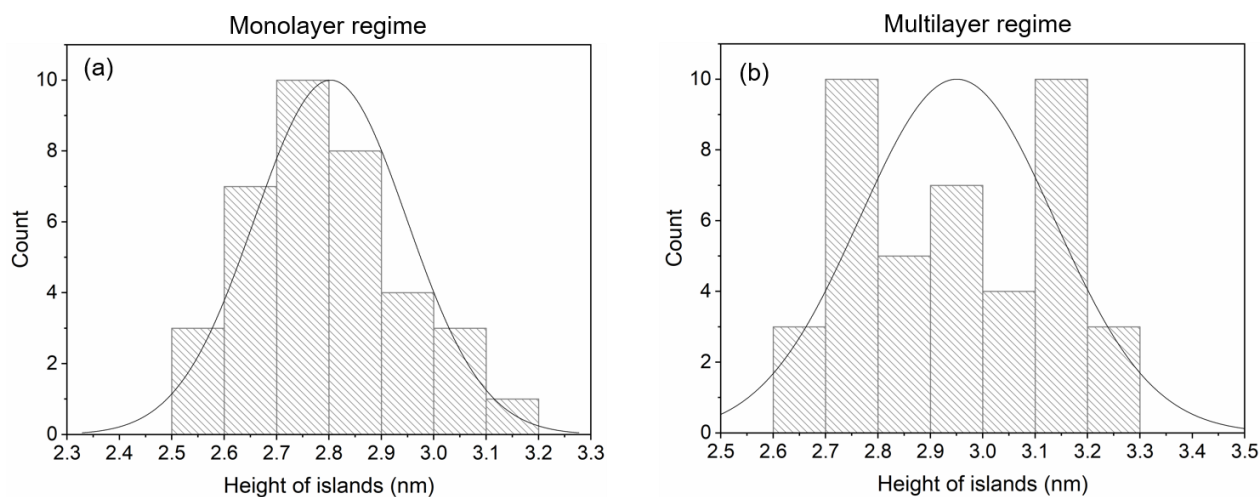 Monolayer regime
(a)
Count
10
8
6
4
2
0
2.3 2.4 2.5 2.6 2.7 2.8 2.9 3.0 3.1 3.2 3.3
Height of islands (nm)
Multilayer regime
(b)
Count
10
8
6
4
2
0
2.5 2.6 2.7 2.8 2.9 3.0 3.1 3.2 3.3 3.4 3.5
Height of islands (nm)